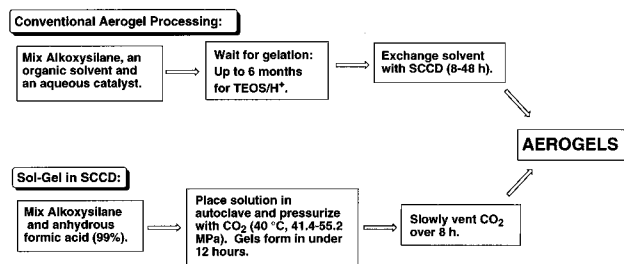 Conventional Aerogel Processing:
Mix Alkoxysilane, an
organic solvent and
an aqueous catalyst.
Wait for gelation:
Up to 6 months
for TEOS/H⁺.
Exchange solvent
with SCCD (8-48 h).
AEROGELS
Sol-Gel in SCCD:
Mix Alkoxysilane
and anhydrous
formic acid (99%).
Place solution in
autoclave and pressurize
with CO₂ (40 °C, 41.4-55.2
MPa). Gels form in under
12 hours.
Slowly vent CO₂
over 8 h.